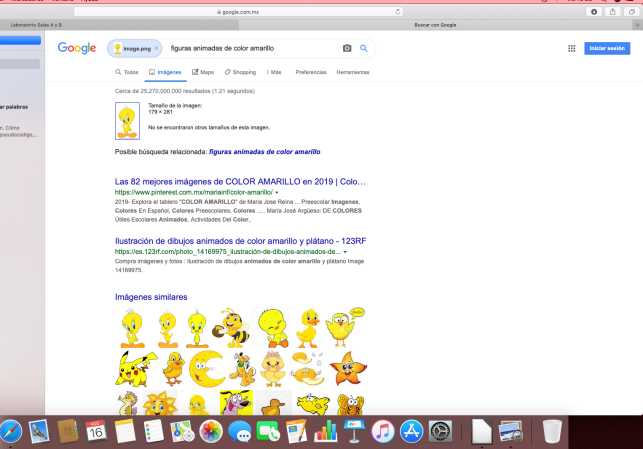 google.com.mx
Laboratorio Salas A y B
Buscar con Google
Google
image.png ×
figuras animadas de color amarillo
Iniciar sesión
Todos
Imágenes
Maps
Shopping
Más
Preferencias
Herramientas
Cerca de 25,270,000,000 resultados (1.21 segundos)
Tamaño de la imagen:
179 × 281
No se encontraron otros tamaños de esta imagen.
ar palabras
n: Cómo
pseudocodigo,...
Posible búsqueda relacionada: figuras animadas de color amarillo
Las 82 mejores imágenes de COLOR AMARILLO en 2019 | Colo...
https://www.pinterest.com.mx/mariainf/color-amarillo/
2019- Explora el tablero "COLOR AMARILLO" de Maria Jose Reina ... Preescolar Imagenes,
Colores En Español, Colores Preescolares, Colores ..... María José Argüeso: DE COLORES
Útiles Escolares Animados, Actividades Del Color,.
Ilustración de dibujos animados de color amarillo y plátano - 123RF
https://es.123rf.com/photo_14169975_ilustración-de-dibujos-animados-de...
Compra imágenes y fotos : Ilustración de dibujos animados de color amarillo y plátano Image
14169975.
Imágenes similares
16